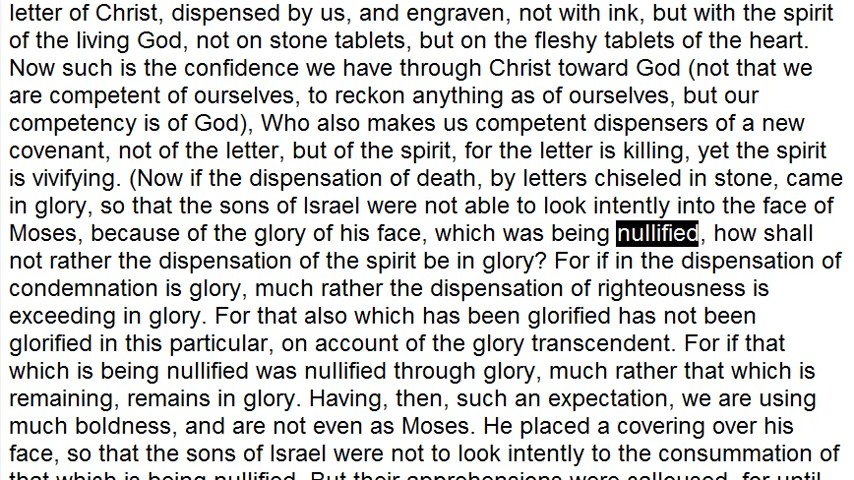 letter of Christ, dispensed by us, and engraven, not with ink, but with the spirit
of the living God, not on stone tablets, but on the fleshy tablets of the heart.
Now such is the confidence we have through Christ toward God (not that we
are competent of ourselves, to reckon anything as of ourselves, but our
competency is of God), Who also makes us competent dispensers of a new
covenant, not of the letter, but of the spirit, for the letter is killing, yet the spirit
is vivifying. (Now if the dispensation of death, by letters chiseled in stone, came
in glory, so that the sons of Israel were not able to look intently into the face of
Moses, because of the glory of his face, which was being nullified, how shall
not rather the dispensation of the spirit be in glory? For if in the dispensation of
condemnation is glory, much rather the dispensation of righteousness is
exceeding in glory. For that also which has been glorified has not been
glorified in this particular, on account of the glory transcendent. For if that
which is being nullified was nullified through glory, much rather that which is
remaining, remains in glory. Having, then, such an expectation, we are using
much boldness, and are not even as Moses. He placed a covering over his
face, so that the sons of Israel were not to look intently to the consummation of
that which is being nullified. But their apprehensions were calloused, for until